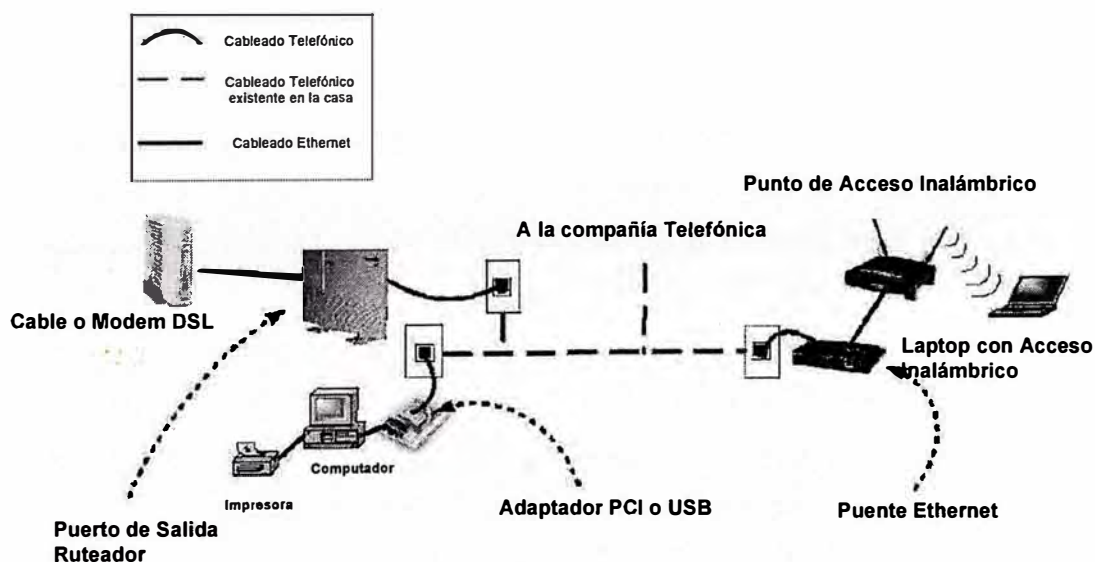 Cableado Telefónico
Cableado Telefónico
existente en la casa
Cableado Ethernet
Punto de Acceso Inalámbrico
A la compañía Telefónica
Cable o Modem DSL
Laptop con Acceso
Inalámbrico
Computador
Impresora
Adaptador PCI o USB
Puente Ethernet
Puerto de Salida
Ruteador